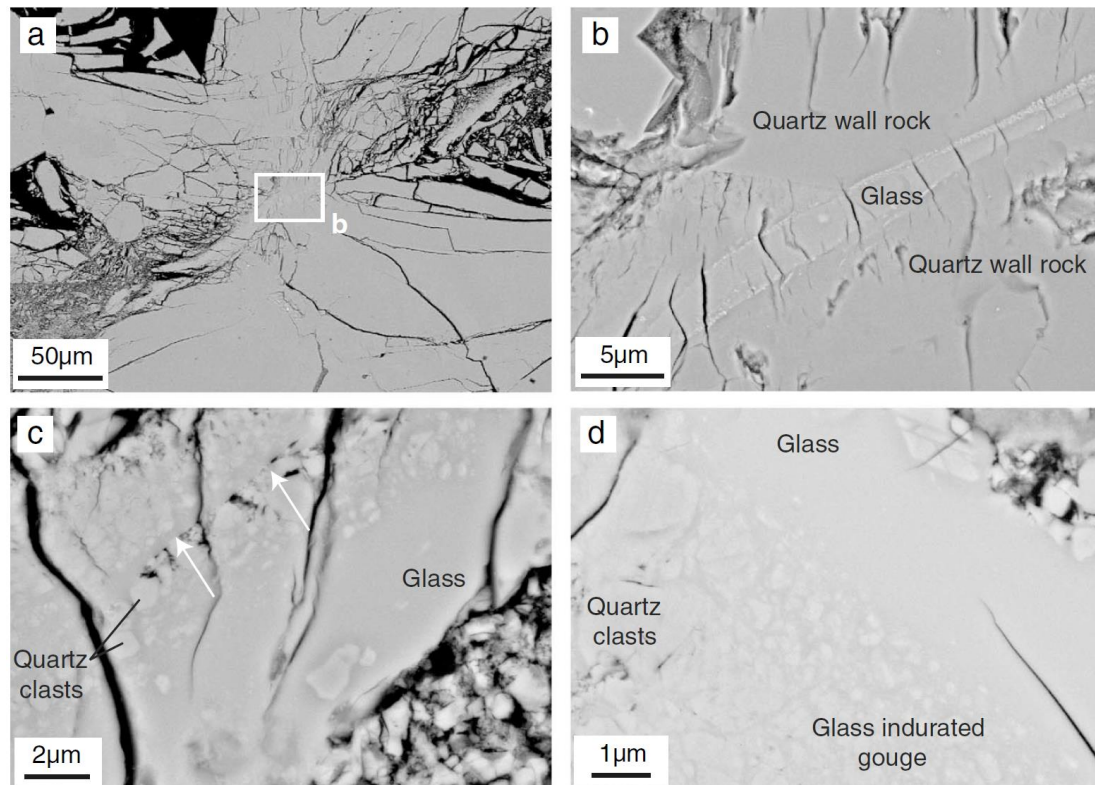 a
b
50µm
b
Quartz wall rock
Glass
Quartz wall rock
5µm
c
Glass
Quartz
clasts
2µm
d
Glass
Quartz
clasts
Glass indurated
gouge
1µm